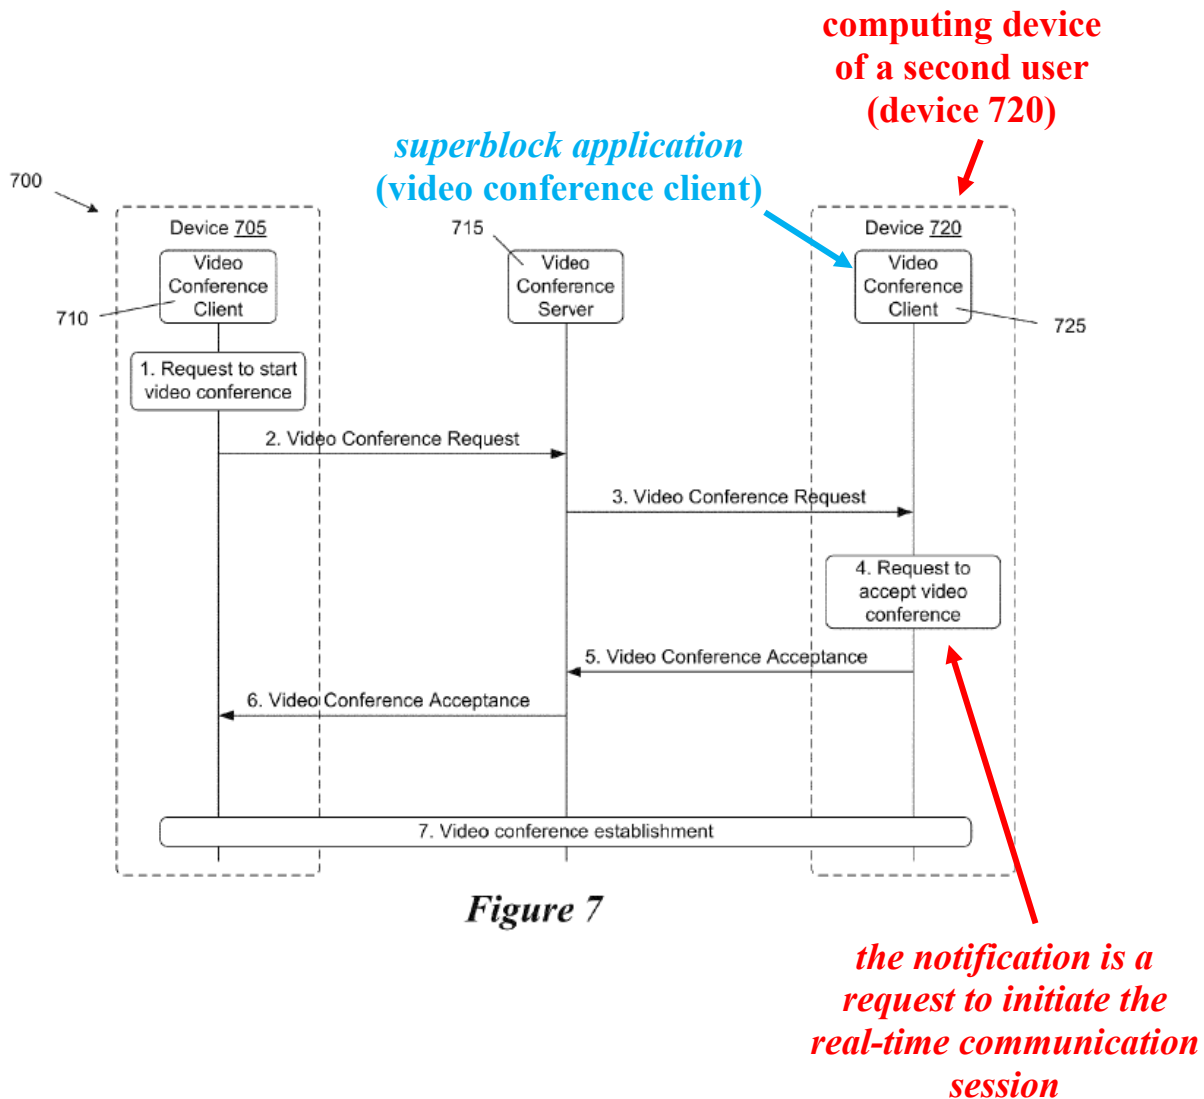 computing device
of a second user
(device 720)
superblock application
(video conference client)
700
Device 705
715
Device 720
Video
Conference
Client
Video
Conference
Server
Video
Conference
Client
710
725
1. Request to start
video conference
2. Video Conference Request
3. Video Conference Request
4. Request to
accept video
conference
5. Video Conference Acceptance
6. Video Conference Acceptance
7. Video conference establishment
Figure 7
the notification is a
request to initiate the
real-time communication
session